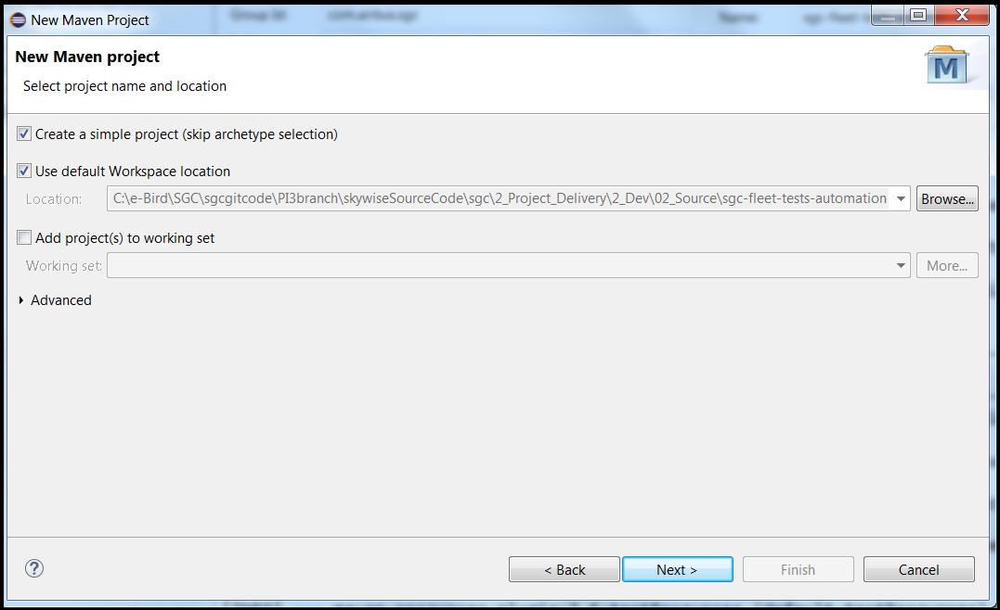 New Maven Project
New Maven project
Select project name and location
M
Create a simple project (skip archetype selection)
Use default Workspace location
Location: C:\e-Bird\SGC\sgcgitcode\PI3branch\skywiseSourceCode\sgc\2_Project_Delivery\2_Dev\02_Source\sgc-fleet-tests-automation Browse...
Add project(s) to working set
Working set: More...
Advanced
? < Back Next > Finish Cancel